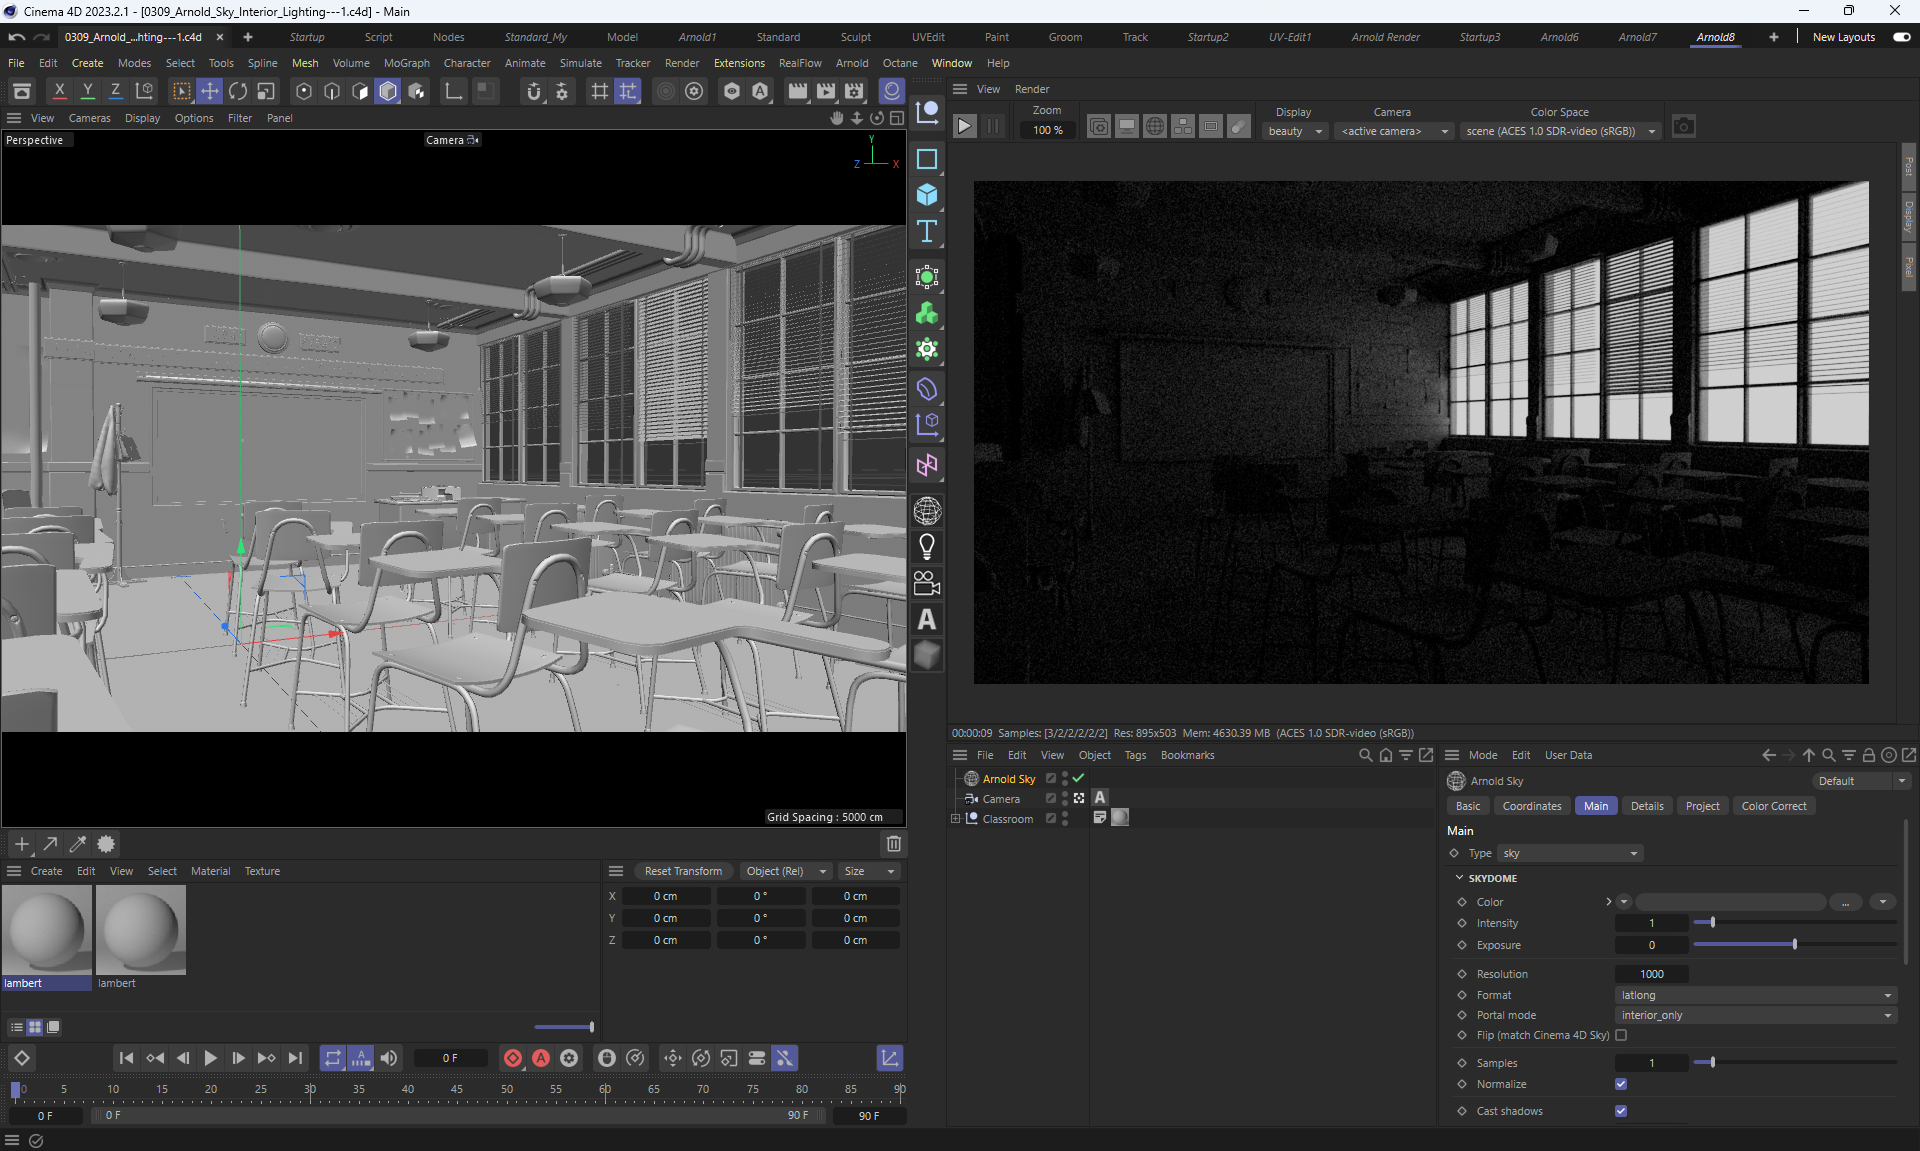 Cinema 4D 2023.2.1 - [0309_Arnold_Sky_Interior_Lighting---1.c4d] - Main
0309_Arnold_...hting---1.c4d × + Startup Script Nodes Standard_My Model Arnold1 Standard Sculpt UVEdit Paint Groom Track Startup2 UV-Edit1 Arnold Render Startup3 Arnold6 Arnold7 Arnold8 + New Layouts
File Edit Create Modes Select Tools Spline Mesh Volume MoGraph Character Animate Simulate Tracker Render Extensions RealFlow Arnold Octane Window Help
X Y Z
View Cameras Display Options Filter Panel
Perspective
Camera
Y
Z X
Grid Spacing : 5000 cm
View Render
Zoom
100 %
Display
beauty
Camera
<active camera>
Color Space
scene (ACES 1.0 SDR-video (sRGB))
Post
Display
Pixel
00:00:09 Samples: [3/2/2/2/2/2] Res: 895x503 Mem: 4630.39 MB (ACES 1.0 SDR-video (sRGB))
File Edit View Object Tags Bookmarks
Arnold Sky
Camera A
Classroom
Mode Edit User Data
Arnold Sky Default
Basic Coordinates Main Details Project Color Correct
Main
Type sky
SKYDOME
Color ...
Intensity 1
Exposure 0
Resolution 1000
Format latlong
Portal mode interior_only
Flip (match Cinema 4D Sky)
Samples 1
Normalize
Cast shadows
Create Edit View Select Material Texture
lambert lambert
Reset Transform Object (Rel) Size
X 0 cm 0 ° 0 cm
Y 0 cm 0 ° 0 cm
Z 0 cm 0 ° 0 cm
0 F
0 5 10 15 20 25 30 35 40 45 50 55 60 65 70 75 80 85 90
0 F 0 F 90 F 90 F